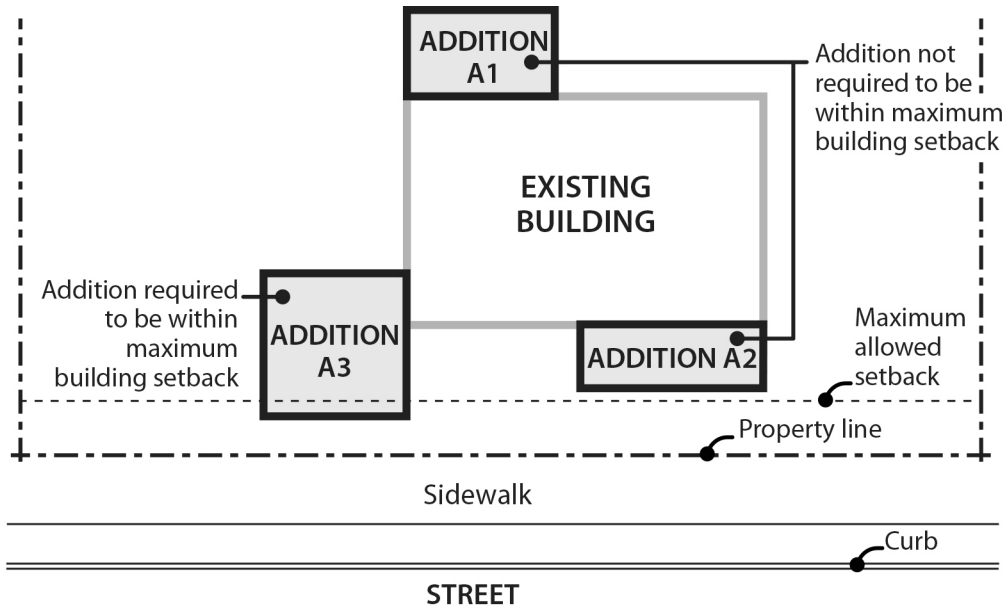 ADDITION
A1
Addition not
required to be
within maximum
building setback
EXISTING
BUILDING
Addition required
to be within
maximum
building setback
ADDITION
A3
ADDITION A2
Maximum
allowed
setback
Property line
Sidewalk
Curb
STREET